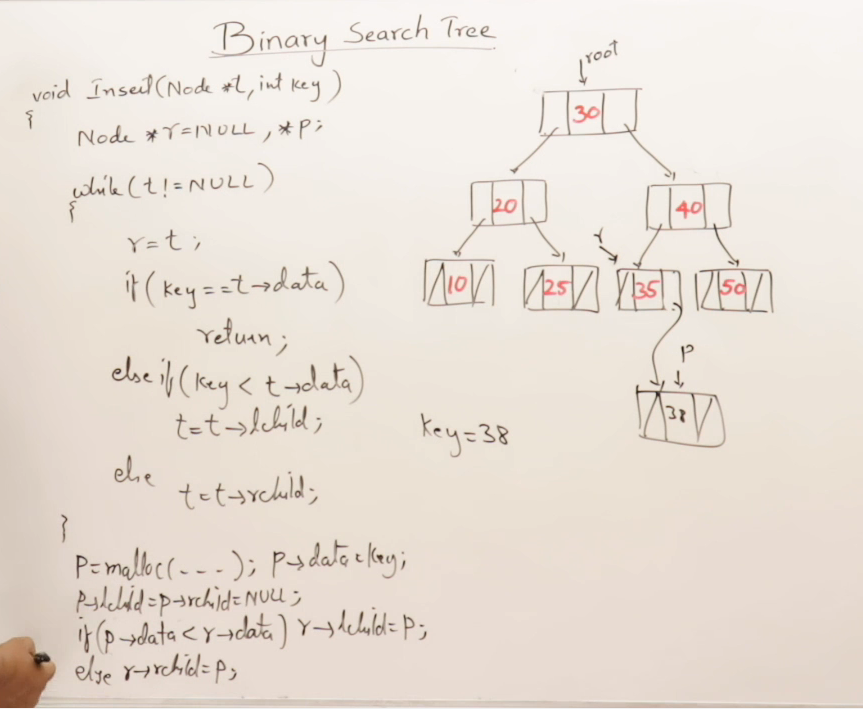 Binary Search Tree
void Insert(Node *t, int key)
{
Node *r=NULL, *p;
while(t!=NULL)
{
r=t;
if(key==t→data)
return;
else if(key<t→data)
t=t→lchild;
else
t=t→rchild;
}
P=malloc(----); p→data=key;
p→lchild=p→rchild=NULL;
if(p→data<r→data) r→lchild=p;
else r→rchild=p;
root
30
20
40
r
10
25
35
50
p
38
key=38